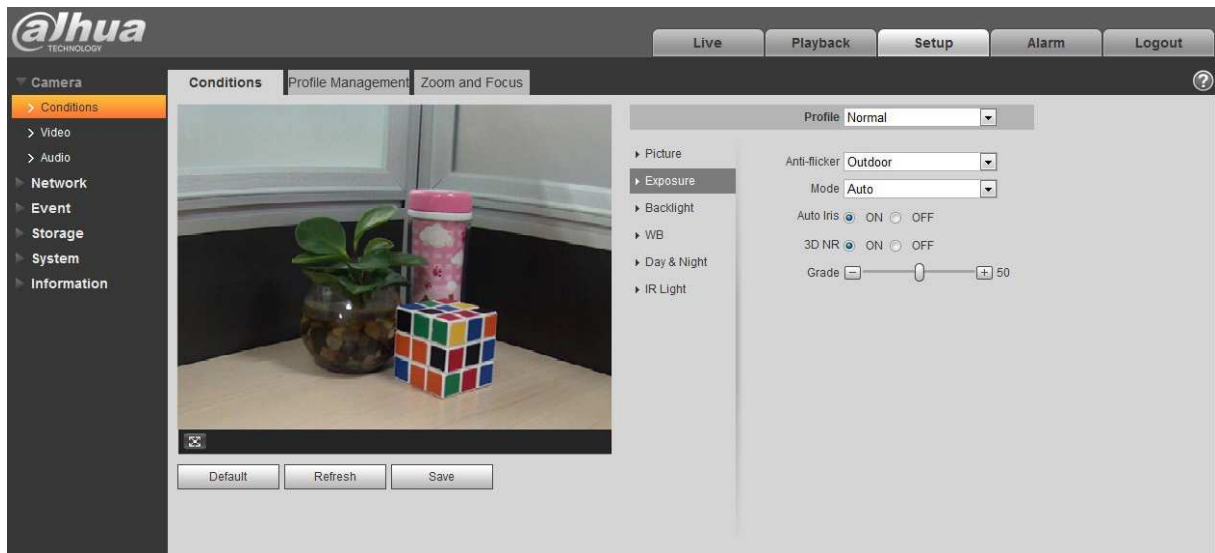 alhua
TECHNOLOGY
Live
Playback
Setup
Alarm
Logout
Camera
Conditions
Video
Audio
Network
Event
Storage
System
Information
Conditions
Profile Management
Zoom and Focus
?
Default
Refresh
Save
Picture
Exposure
Backlight
WB
Day & Night
IR Light
Profile Normal
Anti-flicker Outdoor
Mode Auto
Auto Iris ON OFF
3D NR ON OFF
Grade 50